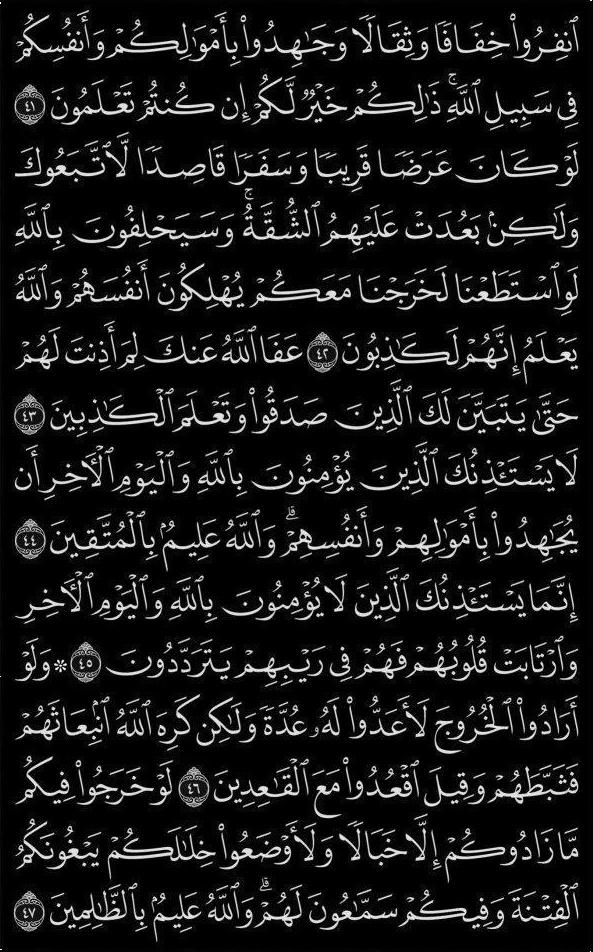 ٱنفِرُوا۟ خِفَافًا وَثِقَالًا وَجَـٰهِدُوا۟ بِأَمْوَٰلِكُمْ وَأَنفُسِكُمْ
فِى سَبِيلِ ٱللَّهِ ۚ ذَٰلِكُمْ خَيْرٌ لَّكُمْ إِن كُنتُمْ تَعْلَمُونَ ٤١
لَوْ كَانَ عَرَضًا قَرِيبًا وَسَفَرًا قَاصِدًا لَّٱتَّبَعُوكَ
وَلَـٰكِنۢ بَعُدَتْ عَلَيْهِمُ ٱلشُّقَّةُ ۚ وَسَيَحْلِفُونَ بِٱللَّهِ
لَوِ ٱسْتَطَعْنَا لَخَرَجْنَا مَعَكُمْ يُهْلِكُونَ أَنفُسَهُمْ وَٱللَّهُ
يَعْلَمُ إِنَّهُمْ لَكَـٰذِبُونَ ٤٢ عَفَا ٱللَّهُ عَنكَ لِمَ أَذِنتَ لَهُمْ
حَتَّىٰ يَتَبَيَّنَ لَكَ ٱلَّذِينَ صَدَقُوا۟ وَتَعْلَمَ ٱلْكَـٰذِبِينَ ٤٣
لَا يَسْتَـْٔذِنُكَ ٱلَّذِينَ يُؤْمِنُونَ بِٱللَّهِ وَٱلْيَوْمِ ٱلْـَٔاخِرِ أَن
يُجَـٰهِدُوا۟ بِأَمْوَٰلِهِمْ وَأَنفُسِهِمْ ۗ وَٱللَّهُ عَلِيمٌۢ بِٱلْمُتَّقِينَ ٤٤
إِنَّمَا يَسْتَـْٔذِنُكَ ٱلَّذِينَ لَا يُؤْمِنُونَ بِٱللَّهِ وَٱلْيَوْمِ ٱلْـَٔاخِرِ
وَٱرْتَابَتْ قُلُوبُهُمْ فَهُمْ فِى رَيْبِهِمْ يَتَرَدَّدُونَ ٤٥ ۞ وَلَوْ
أَرَادُوا۟ ٱلْخُرُوجَ لَأَعَدُّوا۟ لَهُۥ عُدَّةً وَلَـٰكِن كَرِهَ ٱللَّهُ ٱنۢبِعَاثَهُمْ
فَثَبَّطَهُمْ وَقِيلَ ٱقْعُدُوا۟ مَعَ ٱلْقَـٰعِدِينَ ٤٦ لَوْ خَرَجُوا۟ فِيكُم
مَّا زَادُوكُمْ إِلَّا خَبَالًا وَلَأَوْضَعُوا۟ خِلَـٰلَكُمْ يَبْغُونَكُمُ
ٱلْفِتْنَةَ وَفِيكُمْ سَمَّـٰعُونَ لَهُمْ ۗ وَٱللَّهُ عَلِيمٌۢ بِٱلظَّـٰلِمِينَ ٤٧